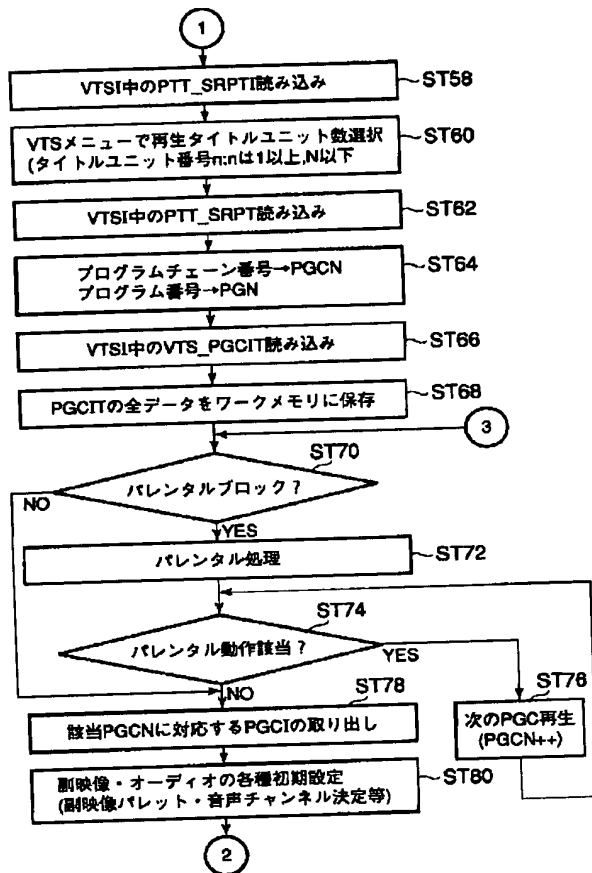 1
VTSI中のPTT_SRPTI読み込み
ST58
VTSメニューで再生タイトルユニット数選択
(タイトルユニット番号n:nは1以上,N以下
ST60
VTSI中のPTT_SRPT読み込み
ST62
プログラムチェーン番号→PGCN
プログラム番号→PGN
ST64
VTSI中のVTS_PGCIT読み込み
ST66
PGCITの全データをワークメモリに保存
ST68
3
ST70
パレンタルブロック？
NO
YES
パレンタル処理
ST72
ST74
パレンタル動作該当？
YES
NO
ST76
次のPGC再生
(PGCN++)
ST78
該当PGCNに対応するPGCIの取り出し
ST80
副映像・オーディオの各種初期設定
(副映像パレット・音声チャンネル決定等)
2